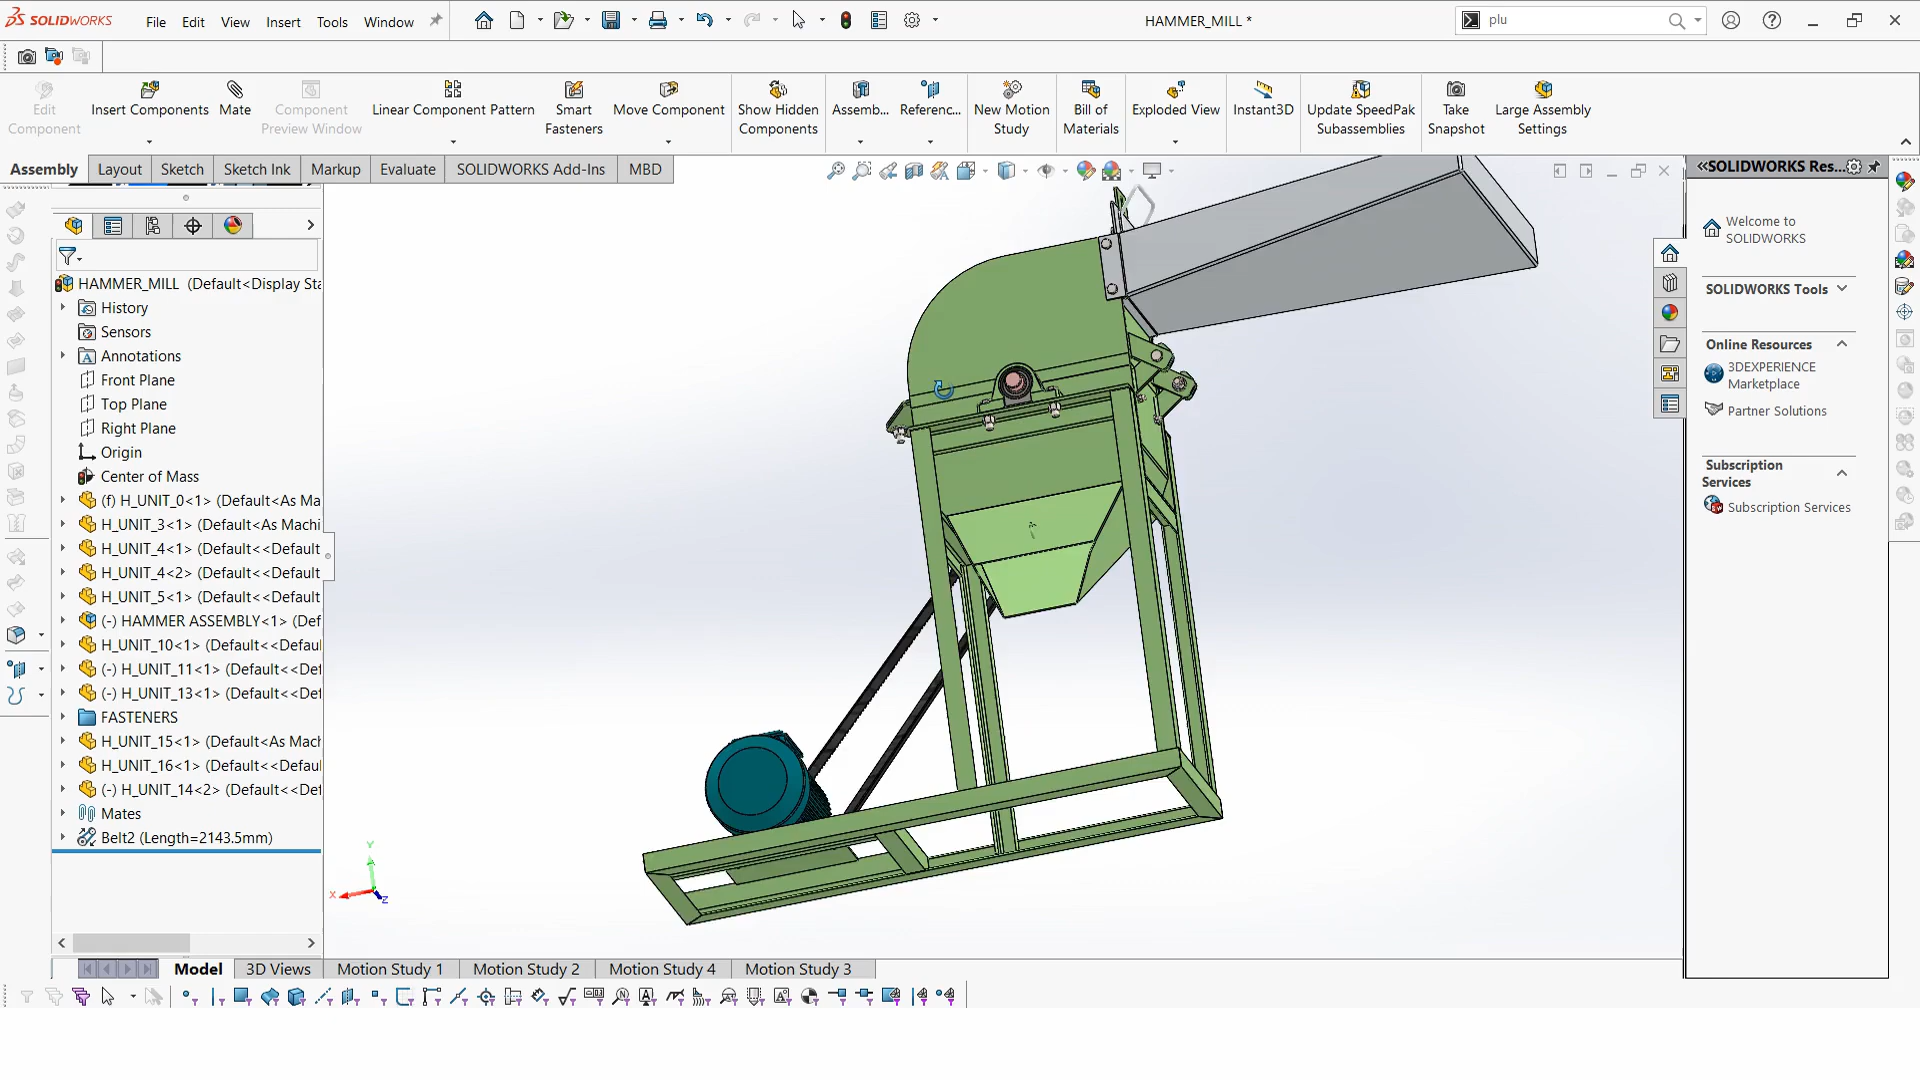 SOLIDWORKS File Edit View Insert Tools Window HAMMER_MILL * plu
Edit Component
Insert Components
Mate
Component Preview Window
Linear Component Pattern
Smart Fasteners
Move Component
Show Hidden Components
Assemb...
Referenc...
New Motion Study
Bill of Materials
Exploded View
Instant3D
Update SpeedPak Subassemblies
Take Snapshot
Large Assembly Settings
Assembly Layout Sketch Sketch Ink Markup Evaluate SOLIDWORKS Add-Ins MBD
HAMMER_MILL (Default<Display Sta
History
Sensors
Annotations
Front Plane
Top Plane
Right Plane
Origin
Center of Mass
(f) H_UNIT_0<1> (Default<As Ma
H_UNIT_3<1> (Default<As Machi
H_UNIT_4<1> (Default<<Default
H_UNIT_4<2> (Default<<Default
H_UNIT_5<1> (Default<<Default
(-) HAMMER ASSEMBLY<1> (Def
H_UNIT_10<1> (Default<<Defaul
(-) H_UNIT_11<1> (Default<<Def
(-) H_UNIT_13<1> (Default<<Def
FASTENERS
H_UNIT_15<1> (Default<As Mach
H_UNIT_16<1> (Default<<Defaul
(-) H_UNIT_14<2> (Default<<Def
Mates
Belt2 (Length=2143.5mm)
Y
X
Z
«SOLIDWORKS Res...
Welcome to
SOLIDWORKS
SOLIDWORKS Tools
Online Resources
3DEXPERIENCE
Marketplace
Partner Solutions
Subscription
Services
Subscription Services
Model 3D Views Motion Study 1 Motion Study 2 Motion Study 4 Motion Study 3